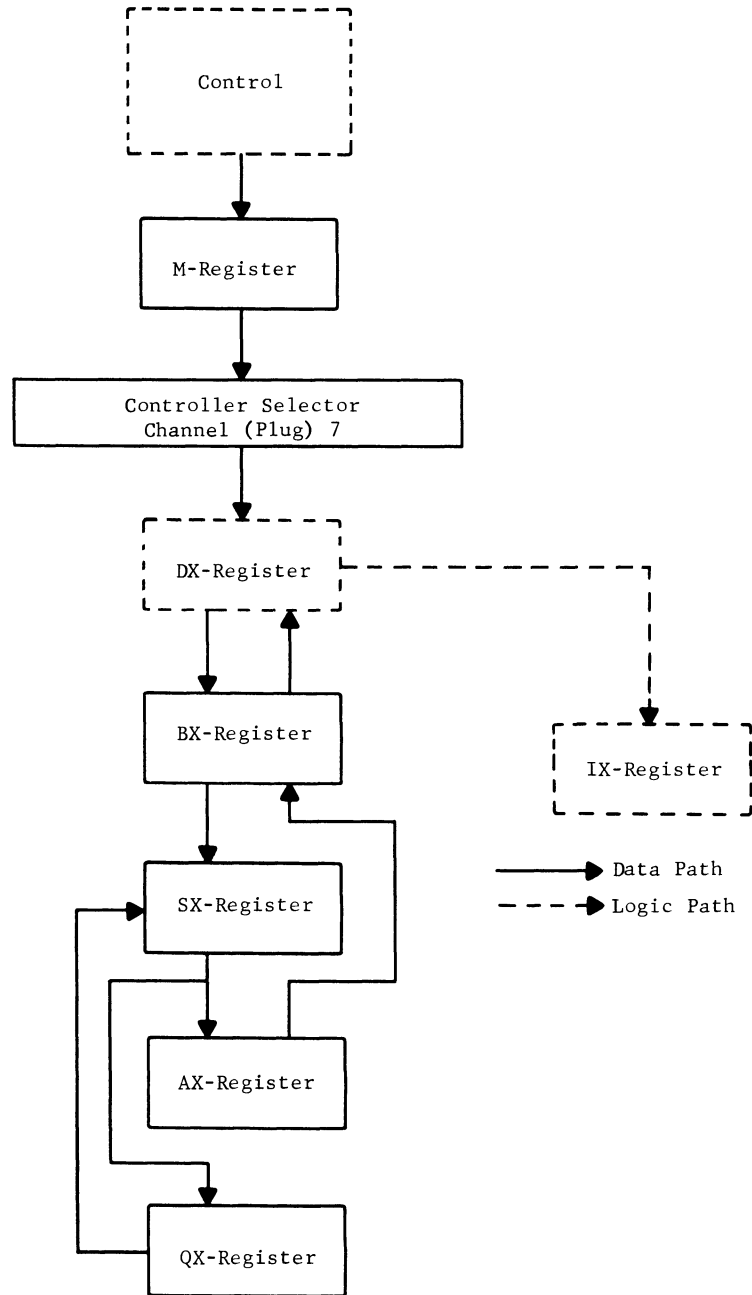 Control
M-Register
Controller Selector
Channel (Plug) 7
DX-Register
BX-Register
IX-Register
Data Path
SX-Register
Logic Path
AX-Register
QX-Register